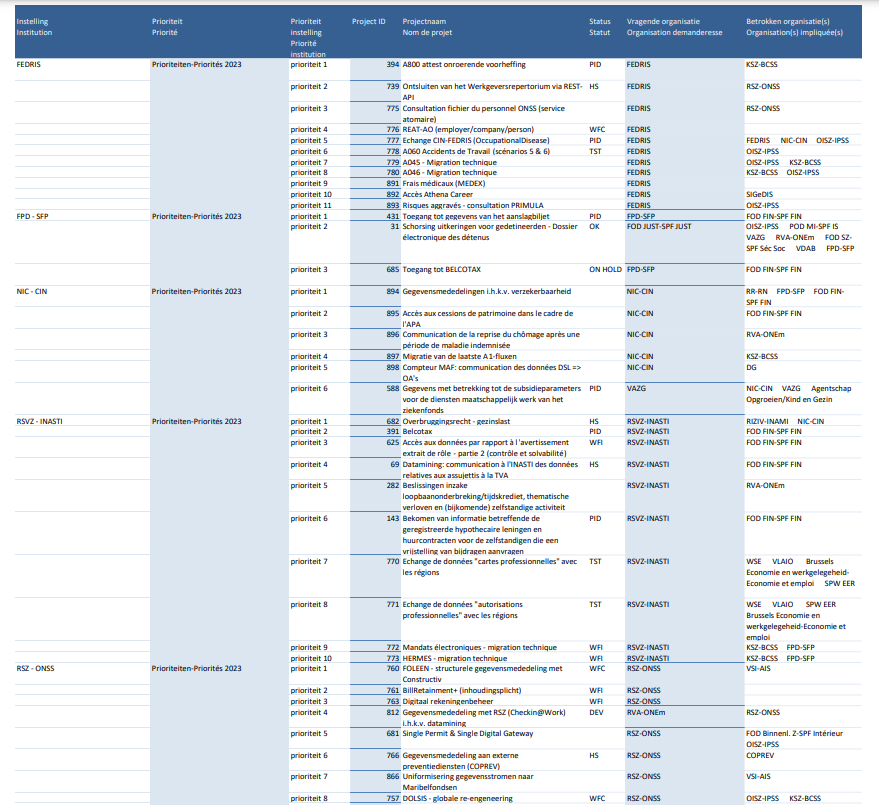 Instelling Prioriteit Prioriteit Project ID Projectnaam Status Vragende organisatie Betrokken organisatie(s)
Institution Priorité instelling Nom de projet Statut Organisation demanderesse Organisation(s) impliquée(s)
Priorité
institution
FEDRIS Prioriteiten-Priorités 2023 prioriteit 1 394 A800 attest onroerende voorheffing PID FEDRIS KSZ-BCSS
prioriteit 2 739 Ontsluiten van het Werkgeversrepertorium via REST- HS FEDRIS RSZ-ONSS
API
prioriteit 3 775 Consultation fichier du personnel ONSS (service FEDRIS RSZ-ONSS
atomaire)
prioriteit 4 776 REAT-AO (employer/company/person) WFC FEDRIS
prioriteit 5 777 Echange CIN-FEDRIS (OccupationalDisease) PID FEDRIS FEDRIS NIC-CIN OISZ-IPSS
prioriteit 6 778 A060 Accidents de Travail (scénarios 5 & 6) TST FEDRIS OISZ-IPSS
prioriteit 7 779 A045 - Migration technique FEDRIS OISZ-IPSS KSZ-BCSS
prioriteit 8 780 A046 - Migration technique FEDRIS KSZ-BCSS OISZ-IPSS
prioriteit 9 891 Frais médicaux (MEDEX) FEDRIS
prioriteit 10 892 Accès Athena Career FEDRIS SIGeDIS
prioriteit 11 893 Risques aggravés - consultation PRIMULA FEDRIS OISZ-IPSS
FPD - SFP Prioriteiten-Priorités 2023 prioriteit 1 431 Toegang tot gegevens van het aanslagbiljet PID FPD-SFP FOD FIN-SPF FIN
prioriteit 2 31 Schorsing uitkeringen voor gedetineerden - Dossier OK FOD JUST-SPF JUST OISZ-IPSS POD MI-SPF IS
électronique des détenus VAZG RVA-ONEm FOD SZ-
SPF Séc Soc VDAB FPD-SFP
prioriteit 3 685 Toegang tot BELCOTAX ON HOLD FPD-SFP FOD FIN-SPF FIN
NIC - CIN Prioriteiten-Priorités 2023 prioriteit 1 894 Gegevensmededelingen i.h.k.v. verzekerbaarheid NIC-CIN RR-RN FPD-SFP FOD FIN-
SPF FIN
prioriteit 2 895 Accès aux cessions de patrimoine dans le cadre de NIC-CIN FOD FIN-SPF FIN
l'APA
prioriteit 3 896 Communication de la reprise du chômage après une NIC-CIN RVA-ONEm
période de maladie indemnisée
prioriteit 4 897 Migratie van de laatste A1-fluxen NIC-CIN KSZ-BCSS
prioriteit 5 898 Compteur MAF: communication des données DSL => NIC-CIN DG
OA's
prioriteit 6 588 Gegevens met betrekking tot de subsidieparameters PID VAZG NIC-CIN VAZG Agentschap
voor de diensten maatschappelijk werk van het Opgroeien/Kind en Gezin
ziekenfonds
RSVZ - INASTI Prioriteiten-Priorités 2023 prioriteit 1 682 Overbruggingsrecht - gezinslast HS RSVZ-INASTI RIZIV-INAMI NIC-CIN
prioriteit 2 391 Belcotax PID RSVZ-INASTI FOD FIN-SPF FIN
prioriteit 3 625 Accès aux données par rapport à l'avertissement WFI RSVZ-INASTI FOD FIN-SPF FIN
extrait de rôle - partie 2 (contrôle et solvabilité)
prioriteit 4 69 Datamining: communication à l'INASTI des données HS RSVZ-INASTI FOD FIN-SPF FIN
relatives aux assujettis à la TVA
prioriteit 5 282 Beslissingen inzake RSVZ-INASTI RVA-ONEm
loopbaanonderbreking/tijdskrediet, thematische
verloven en (bijkomende) zelfstandige activiteit
prioriteit 6 143 Bekomen van informatie betreffende de PID RSVZ-INASTI FOD FIN-SPF FIN
geregistreerde hypothecaire leningen en
huurcontracten voor de zelfstandigen die een
vrijstelling van bijdragen aanvragen
prioriteit 7 770 Echange de données "cartes professionelles" avec TST RSVZ-INASTI WSE VLAIO Brussels
les régions Economie en werkgelegeheid-
Economie et emploi SPW EER
prioriteit 8 771 Echange de données "autorisations TST RSVZ-INASTI WSE VLAIO SPW EER
professionelles" avec les régions Brussels Economie en
werkgelegeheid-Economie et
emploi
prioriteit 9 772 Mandats électroniques - migration technique WFI RSVZ-INASTI KSZ-BCSS FPD-SFP
prioriteit 10 773 HERMES - migration technique WFI RSVZ-INASTI KSZ-BCSS FPD-SFP
RSZ - ONSS Prioriteiten-Priorités 2023 prioriteit 1 760 FOLEEN - structurele gegevensmededeling met WFC RSZ-ONSS VSI-AIS
Constructiv
prioriteit 2 761 BillRetainment+ (inhoudingsplicht) WFI RSZ-ONSS
prioriteit 3 763 Digitaal rekeningenbeheer WFI RSZ-ONSS
prioriteit 4 812 Gegevensmededeling met RSZ (Checkin@Work) DEV RVA-ONEm RSZ-ONSS
i.h.k.v. datamining
prioriteit 5 681 Single Permit & Single Digital Gateway RSZ-ONSS FOD Binnenl. Z-SPF Intérieur
OISZ-IPSS
prioriteit 6 766 Gegevensmededeling aan externe HS RSZ-ONSS COPREV
preventiediensten (COPREV)
prioriteit 7 866 Uniformisering gegevensstromen naar RSZ-ONSS VSI-AIS
Maribelfondsen
prioriteit 8 757 DOLSIS - globale re-engeneering WFC RSZ-ONSS OISZ-IPSS KSZ-BCSS